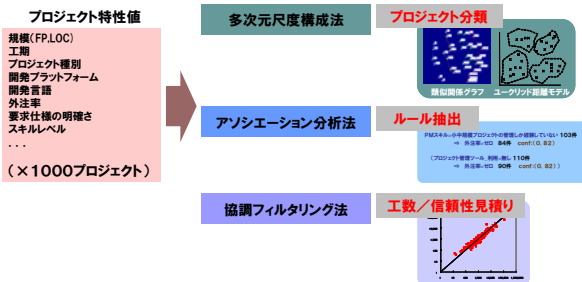 プロジェクト特性値
規模(FP,LOC)
工期
プロジェクト種別
開発プラットフォーム
開発言語
外注率
要求仕様の明確さ
スキルレベル
・・・
(×1000プロジェクト)
多次元尺度構成法
プロジェクト分類
類似関係グラフ
ユークリッド距離モデル
アソシエーション分析法
ルール抽出
PMスキル=小中規模プロジェクトの管理しか経験していない 103件
⇒ 外注率=ゼロ 84件 conf:(0.82)
(プロジェクト管理ツール_利用=無し 110件
⇒ 外注率=ゼロ 90件 conf:(0.82))
協調フィルタリング法
工数/信頼性見積り